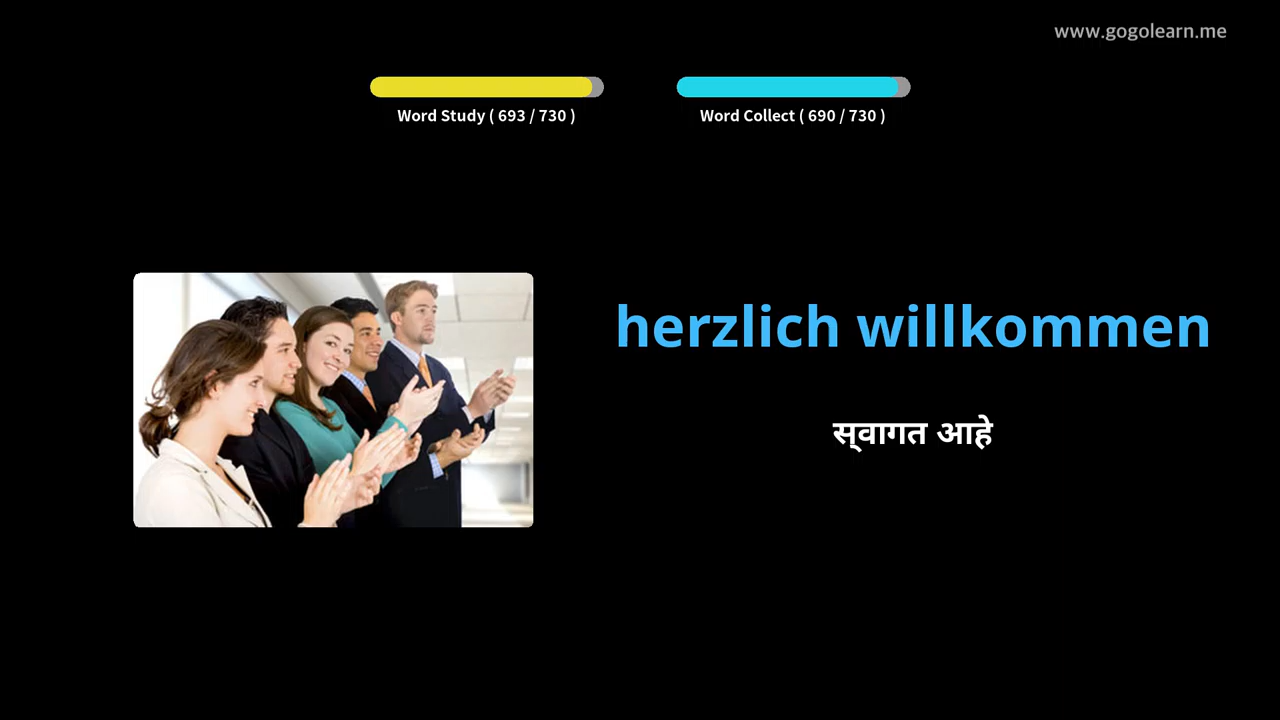 www.gogolearn.me
Word Study ( 693 / 730 )
Word Collect ( 690 / 730 )
herzlich willkommen
स्वागत आहे